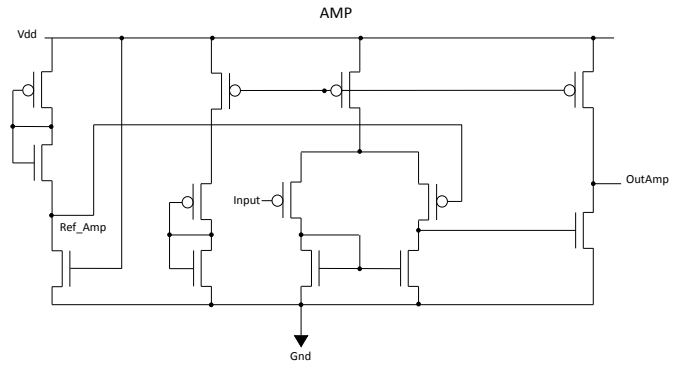 AMP
Vdd
Input
OutAmp
Ref_Amp
Gnd